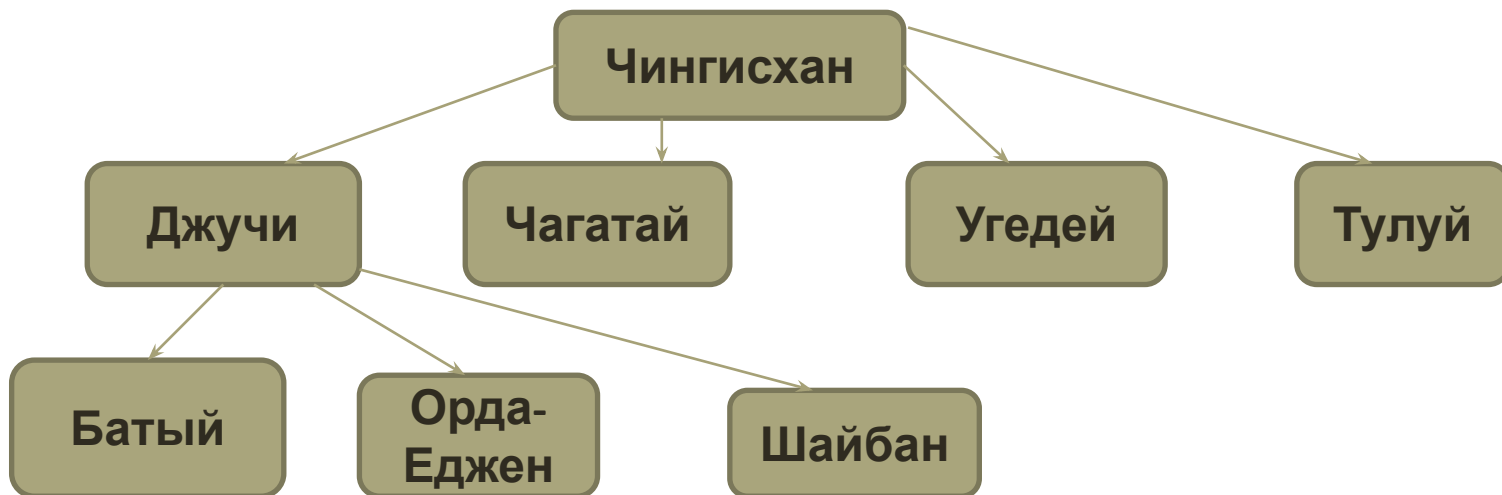 Чингисхан
Джучи
Чагатай
Угедей
Тулуй
Батый
Орда-
Еджен
Шайбан